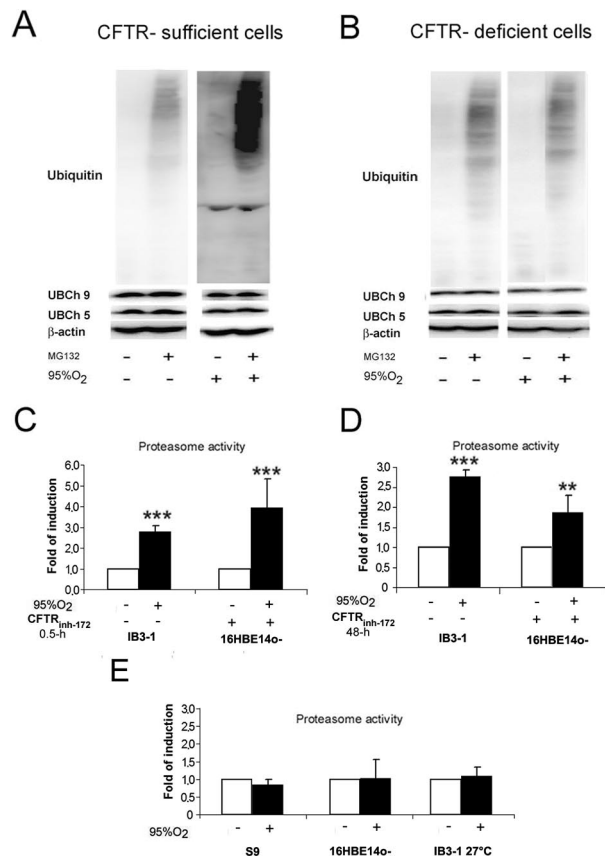 A CFTR- sufficient cells
B CFTR- deficient cells
Ubiquitin
UBCh 9
UBCh 5
β-actin
MG132 - + - +
95%O2 - - + +
Ubiquitin
UBCh 9
UBCh 5
β-actin
MG132 - + - +
95%O2 - - + +
C
Proteasome activity
***
***
Fold of induction
6,0
5,0
4,0
3,0
2,0
1,0
0,0
95%O2 - + - +
CFTRinh-172 - - + +
0.5-h IB3-1 16HBE14o-
D
Proteasome activity
***
**
Fold of induction
3,0
2,5
2,0
1,5
1,0
0,5
0,0
95%O2 - + - +
CFTRinh-172 - - + +
48-h IB3-1 16HBE14o-
E
Proteasome activity
Fold of induction
3,0
2,5
2,0
1,5
1,0
0,5
0,0
95%O2 - + - + - +
S9 16HBE14o- IB3-1 27°C